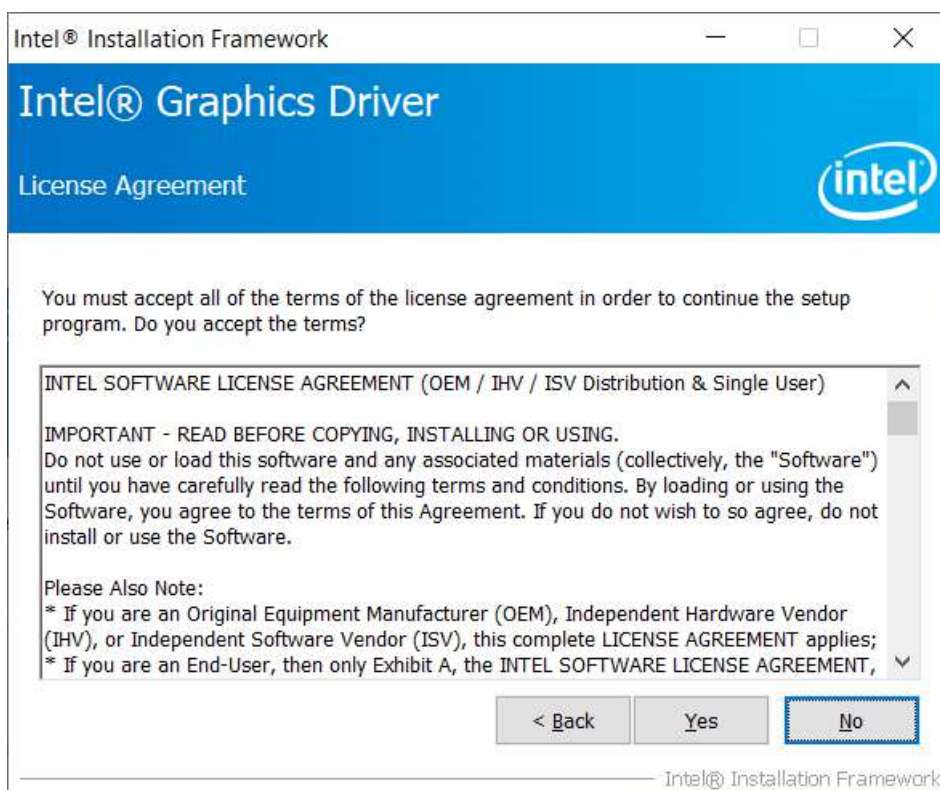 Intel® Installation Framework
Intel® Graphics Driver
License Agreement
intel
You must accept all of the terms of the license agreement in order to continue the setup
program. Do you accept the terms?
INTEL SOFTWARE LICENSE AGREEMENT (OEM / IHV / ISV Distribution & Single User)
IMPORTANT - READ BEFORE COPYING, INSTALLING OR USING.
Do not use or load this software and any associated materials (collectively, the "Software")
until you have carefully read the following terms and conditions. By loading or using the
Software, you agree to the terms of this Agreement. If you do not wish to so agree, do not
install or use the Software.
Please Also Note:
* If you are an Original Equipment Manufacturer (OEM), Independent Hardware Vendor
(IHV), or Independent Software Vendor (ISV), this complete LICENSE AGREEMENT applies;
* If you are an End-User, then only Exhibit A, the INTEL SOFTWARE LICENSE AGREEMENT,
< Back
Yes
No
Intel® Installation Framework